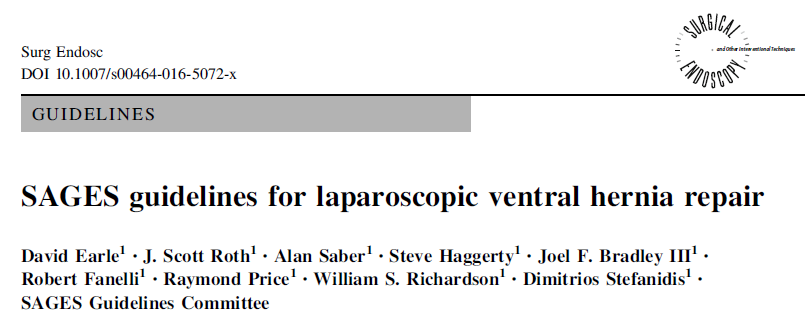 Surg Endosc
DOI 10.1007/s00464-016-5072-x
SURGICAL
and Other Interventional Techniques
ENDOSCOPY
GUIDELINES
SAGES guidelines for laparoscopic ventral hernia repair
David Earle¹ · J. Scott Roth¹ · Alan Saber¹ · Steve Haggerty¹ · Joel F. Bradley III¹ ·
Robert Fanelli¹ · Raymond Price¹ · William S. Richardson¹ · Dimitrios Stefanidis¹ ·
SAGES Guidelines Committee